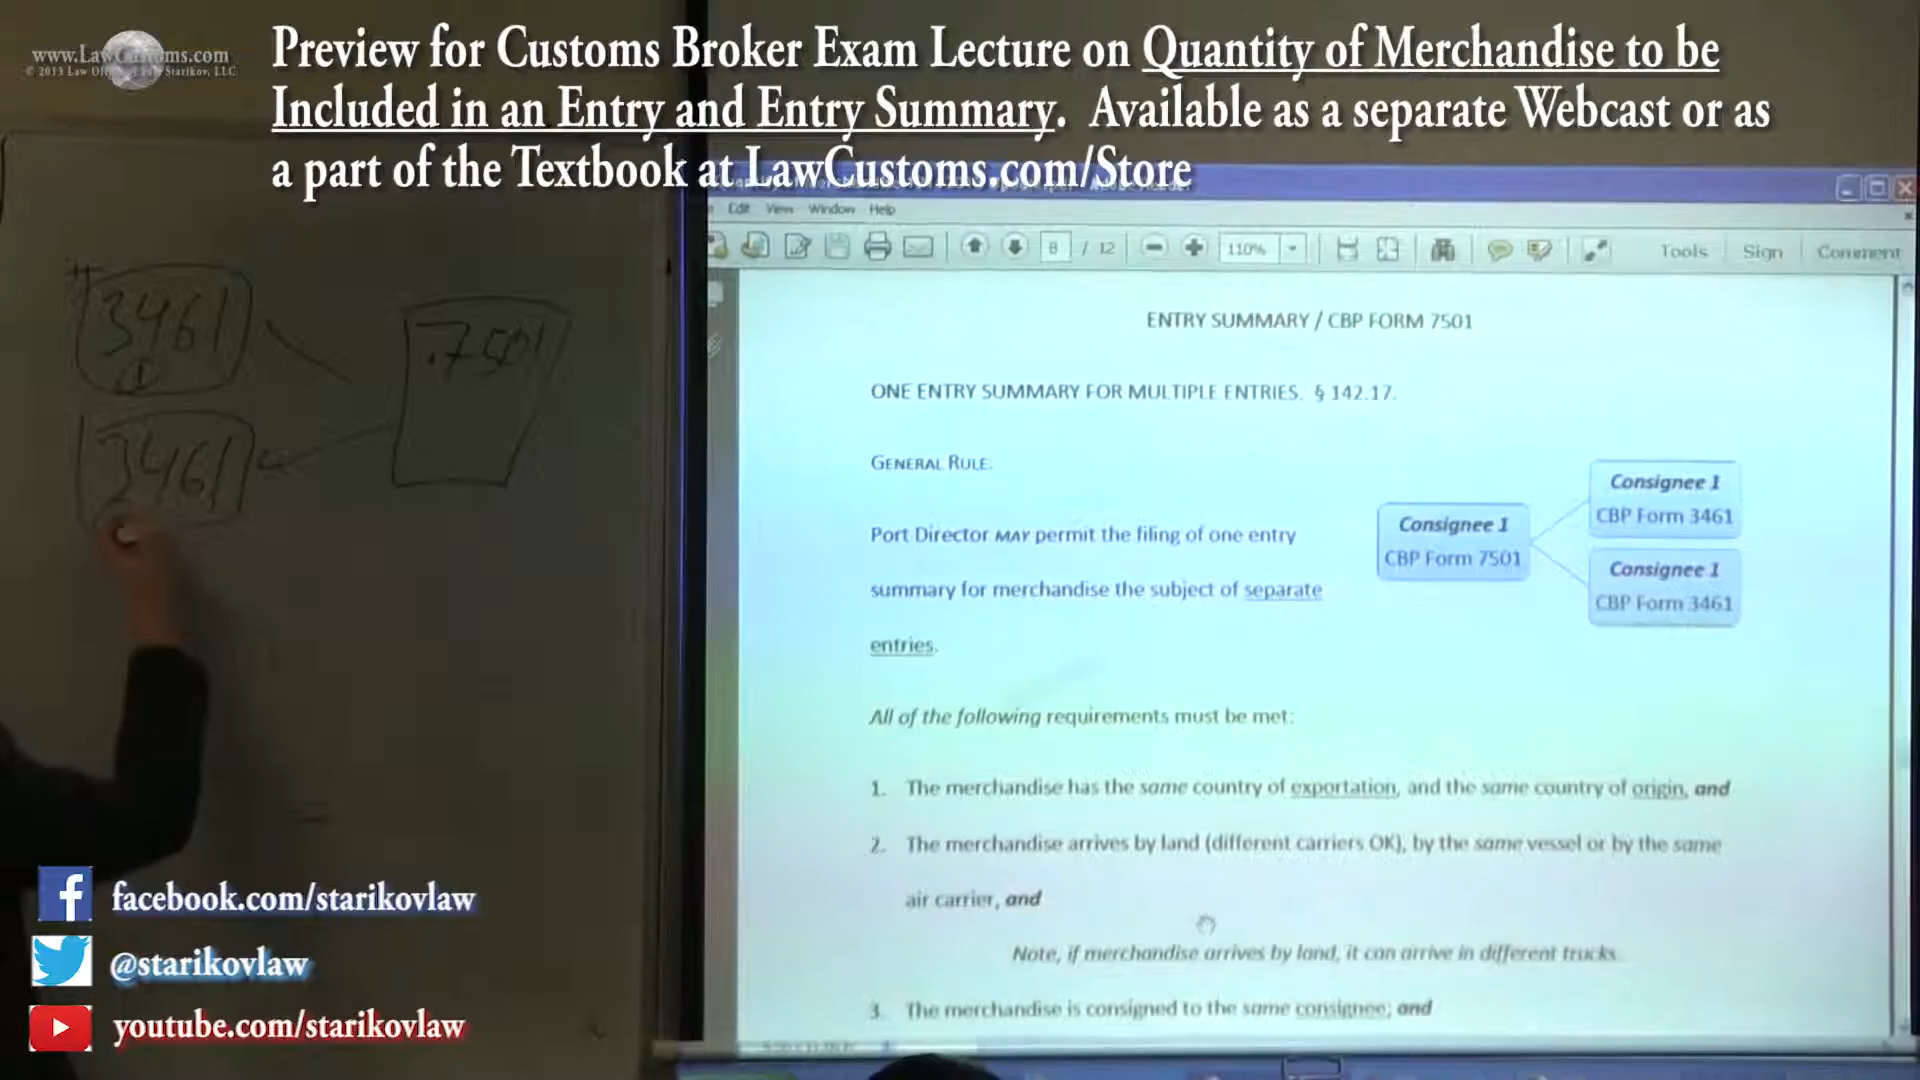 www.LawCustoms.com
Preview for Customs Broker Exam Lecture on Quantity of Merchandise to be
Included in an Entry and Entry Summary. Available as a separate Webcast or as
a part of the Textbook at LawCustoms.com/Store
Edit View Window Help
8 / 12 110% Tools Sign Comment
3461
1
3461
7501
ENTRY SUMMARY / CBP FORM 7501
ONE ENTRY SUMMARY FOR MULTIPLE ENTRIES. § 142.17.
GENERAL RULE.
Port Director MAY permit the filing of one entry
summary for merchandise the subject of separate
entries.
Consignee 1
CBP Form 7501
Consignee 1
CBP Form 3461
Consignee 1
CBP Form 3461
All of the following requirements must be met:
1. The merchandise has the same country of exportation, and the same country of origin, and
2. The merchandise arrives by land (different carriers OK), by the same vessel or by the same
air carrier, and
Note, if merchandise arrives by land, it can arrive in different trucks.
3. The merchandise is consigned to the same consignee; and
facebook.com/starikovlaw
@starikovlaw
youtube.com/starikovlaw